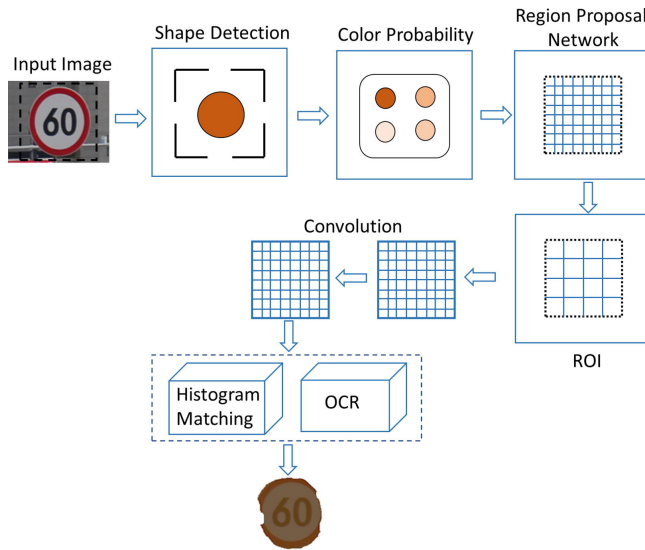 Input Image
60
Shape Detection
Color Probability
Region Proposal
Network
ROI
Convolution
Histogram
Matching
OCR
60